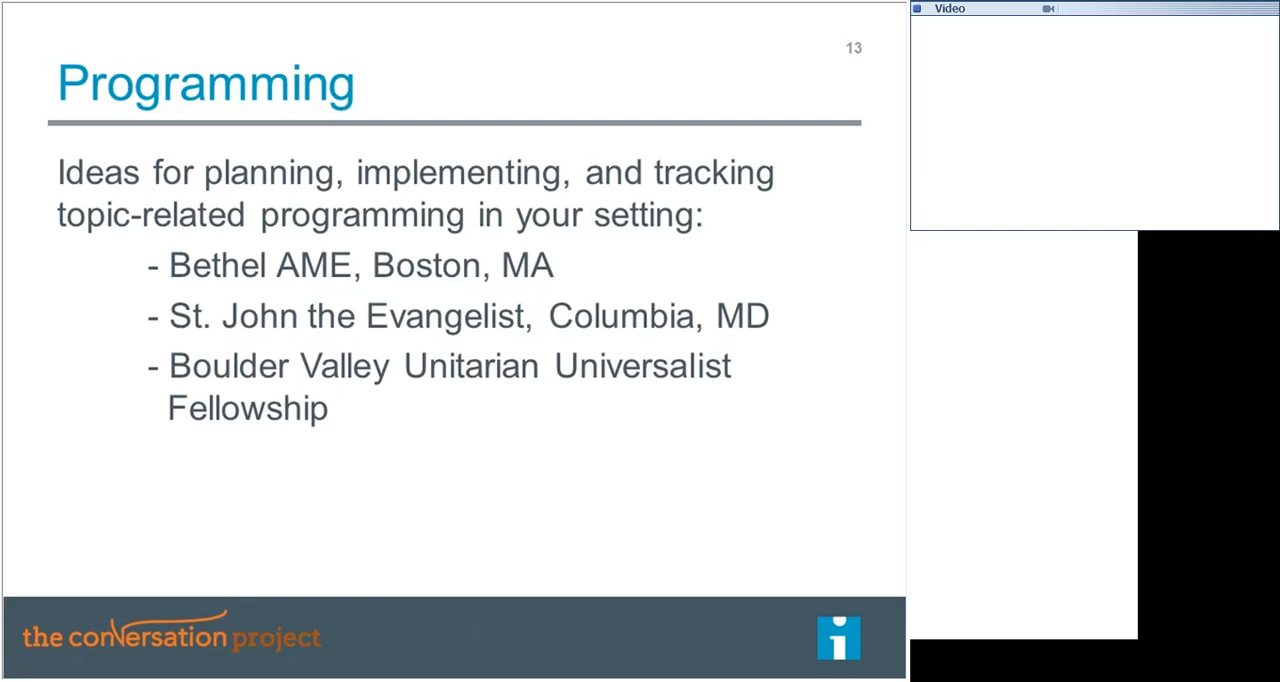 Video
13
Programming
Ideas for planning, implementing, and tracking
topic-related programming in your setting:
- Bethel AME, Boston, MA
- St. John the Evangelist, Columbia, MD
- Boulder Valley Unitarian Universalist
Fellowship
the conversation project
i